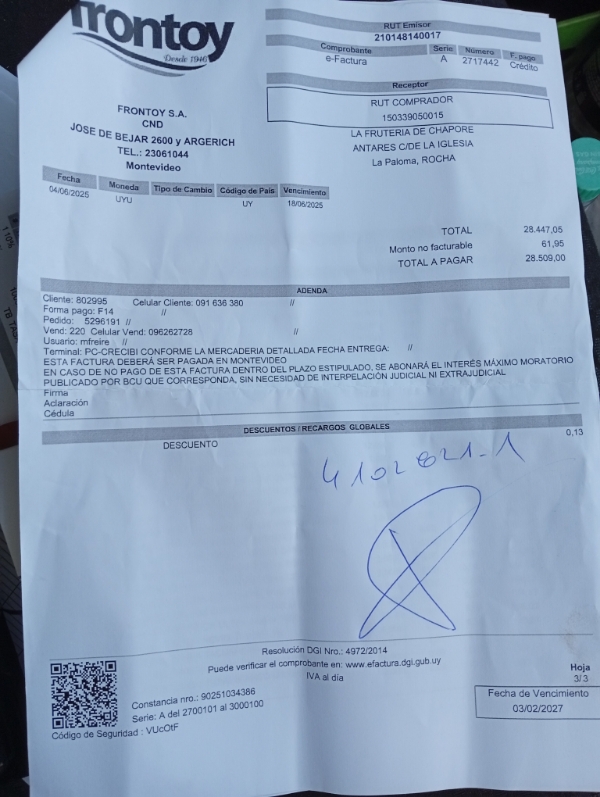 frontoy
Desde 1946
FRONTOY S.A.
CND
JOSE DE BEJAR 2600 y ARGERICH
TEL.: 23061044
Montevideo
RUT Emisor
210148140017
Comprobante Serie Número F. pago
e-Factura A 2717442 Crédito
Receptor
RUT COMPRADOR
150339050015
LA FRUTERIA DE CHAPORE
ANTARES C/DE LA IGLESIA
La Paloma, ROCHA
Fecha Moneda Tipo de Cambio Código de País Vencimiento
04/06/2025 UYU UY 18/06/2025
TOTAL 28.447,05
Monto no facturable 61,95
TOTAL A PAGAR 28.509,00
ADENDA
Cliente: 802995 Celular Cliente: 091 636 380 //
Forma pago: F14 //
Pedido: 5296191 //
Vend: 220 Celular Vend: 096262728 //
Usuario: mfreire //
Terminal: PC-CRECIBI CONFORME LA MERCADERIA DETALLADA FECHA ENTREGA: //
ESTA FACTURA DEBERÁ SER PAGADA EN MONTEVIDEO
EN CASO DE NO PAGO DE ESTA FACTURA DENTRO DEL PLAZO ESTIPULADO, SE ABONARÁ EL INTERÉS MÁXIMO MORATORIO
PUBLICADO POR BCU QUE CORRESPONDA, SIN NECESIDAD DE INTERPELACIÓN JUDICIAL NI EXTRAJUDICIAL
Firma
Aclaración
Cédula
DESCUENTOS / RECARGOS GLOBALES
DESCUENTO 0,13
4102621-1
Resolución DGI Nro.: 4972/2014
Puede verificar el comprobante en: www.efactura.dgi.gub.uy
IVA al día
Constancia nro.: 90251034386
Serie: A del 2700101 al 3000100
Código de Seguridad : VUcOtF
Hoja
3/3
Fecha de Vencimiento
03/02/2027